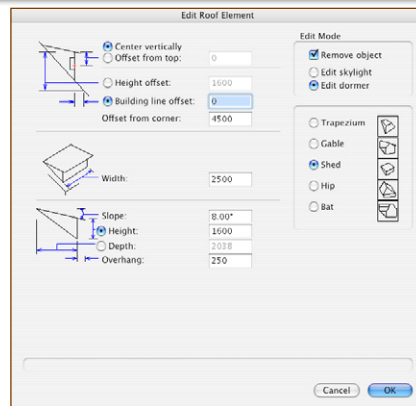 Edit Roof Element
Center vertically
Offset from top: 0
Height offset: 1600
Building line offset: 0
Offset from corner: 4500
Width: 2500
Slope: 8.00°
Height: 1600
Depth: 2038
Overhang: 250
Edit Mode
Remove object
Edit skylight
Edit dormer
Trapezium
Gable
Shed
Hip
Bat
Cancel
OK